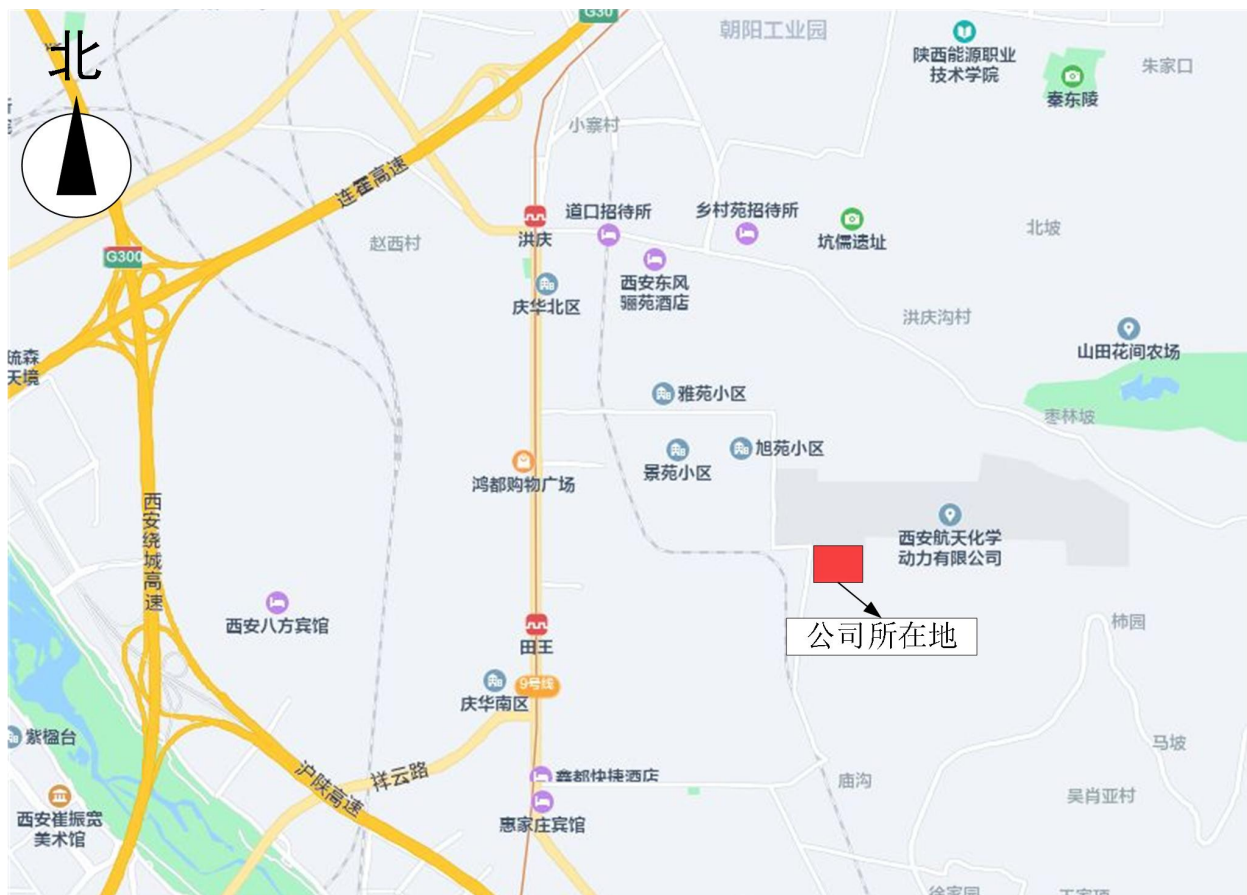 G30
北
朝阳工业园
陕西能源职业
技术学院
朱家口
秦东陵
小寨村
连霍高速
道口招待所
乡村苑招待所
洪庆
赵西村
坑儒遗址
北坡
G300
西安东风
骊苑酒店
庆华北区
洪庆沟村
山田花间农场
琉森
天境
雅苑小区
枣林坡
旭苑小区
景苑小区
鸿都购物广场
西安绕城高速
西安航天化学
动力有限公司
西安八方宾馆
公司所在地
柿园
田王
9号线
庆华南区
紫楹台
马坡
沪陕高速
祥云路
鑫都快捷酒店
庙沟
吴肖亚村
西安崔振宽
美术馆
惠家庄宾馆